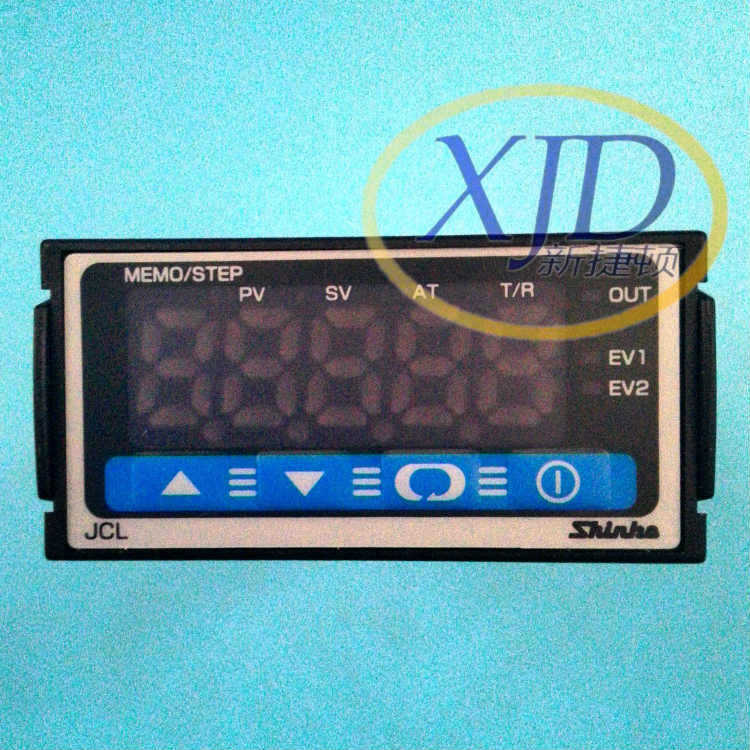 XJD
新捷顿
MEMO/STEP
PV SV AT T/R
OUT
EV1
EV2
JCL Shinko